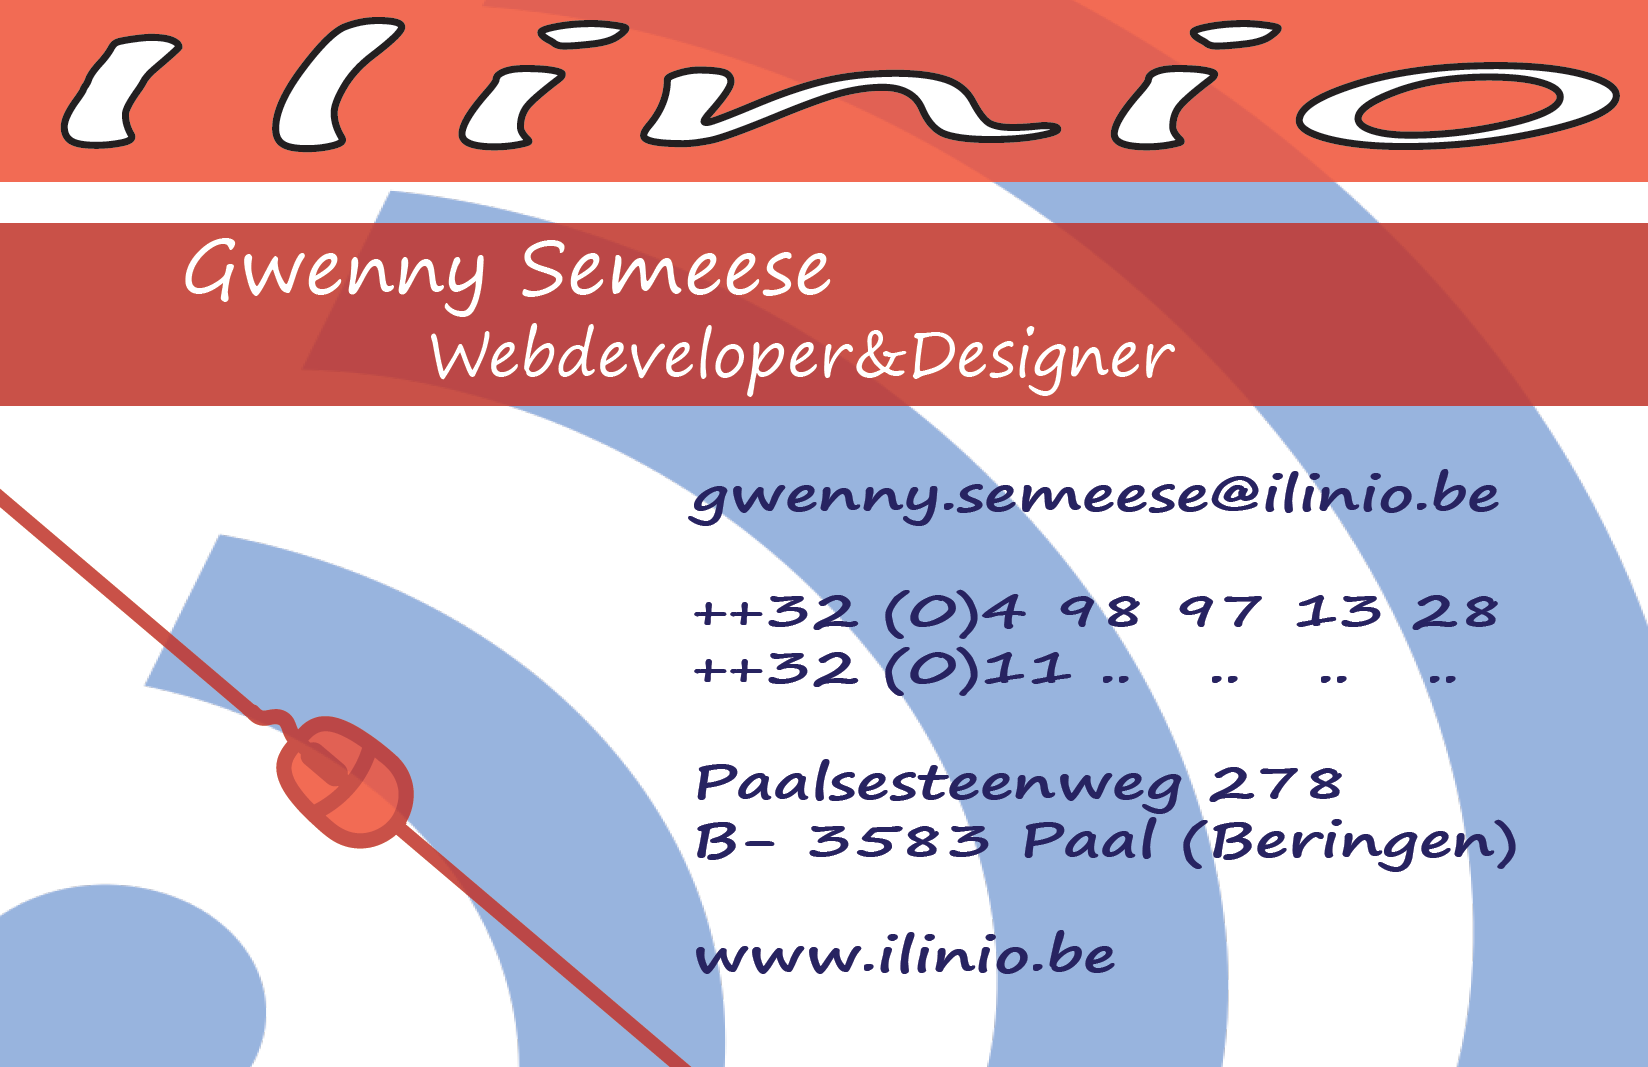 ilinio
Gwenny Semeese
Webdeveloper&Designer
gwenny.semeese@ilinio.be
++32 (0)4 98 97 13 28
++32 (0)11 .. .. .. ..
Paalsesteenweg 278
B- 3583 Paal (Beringen)
www.ilinio.be